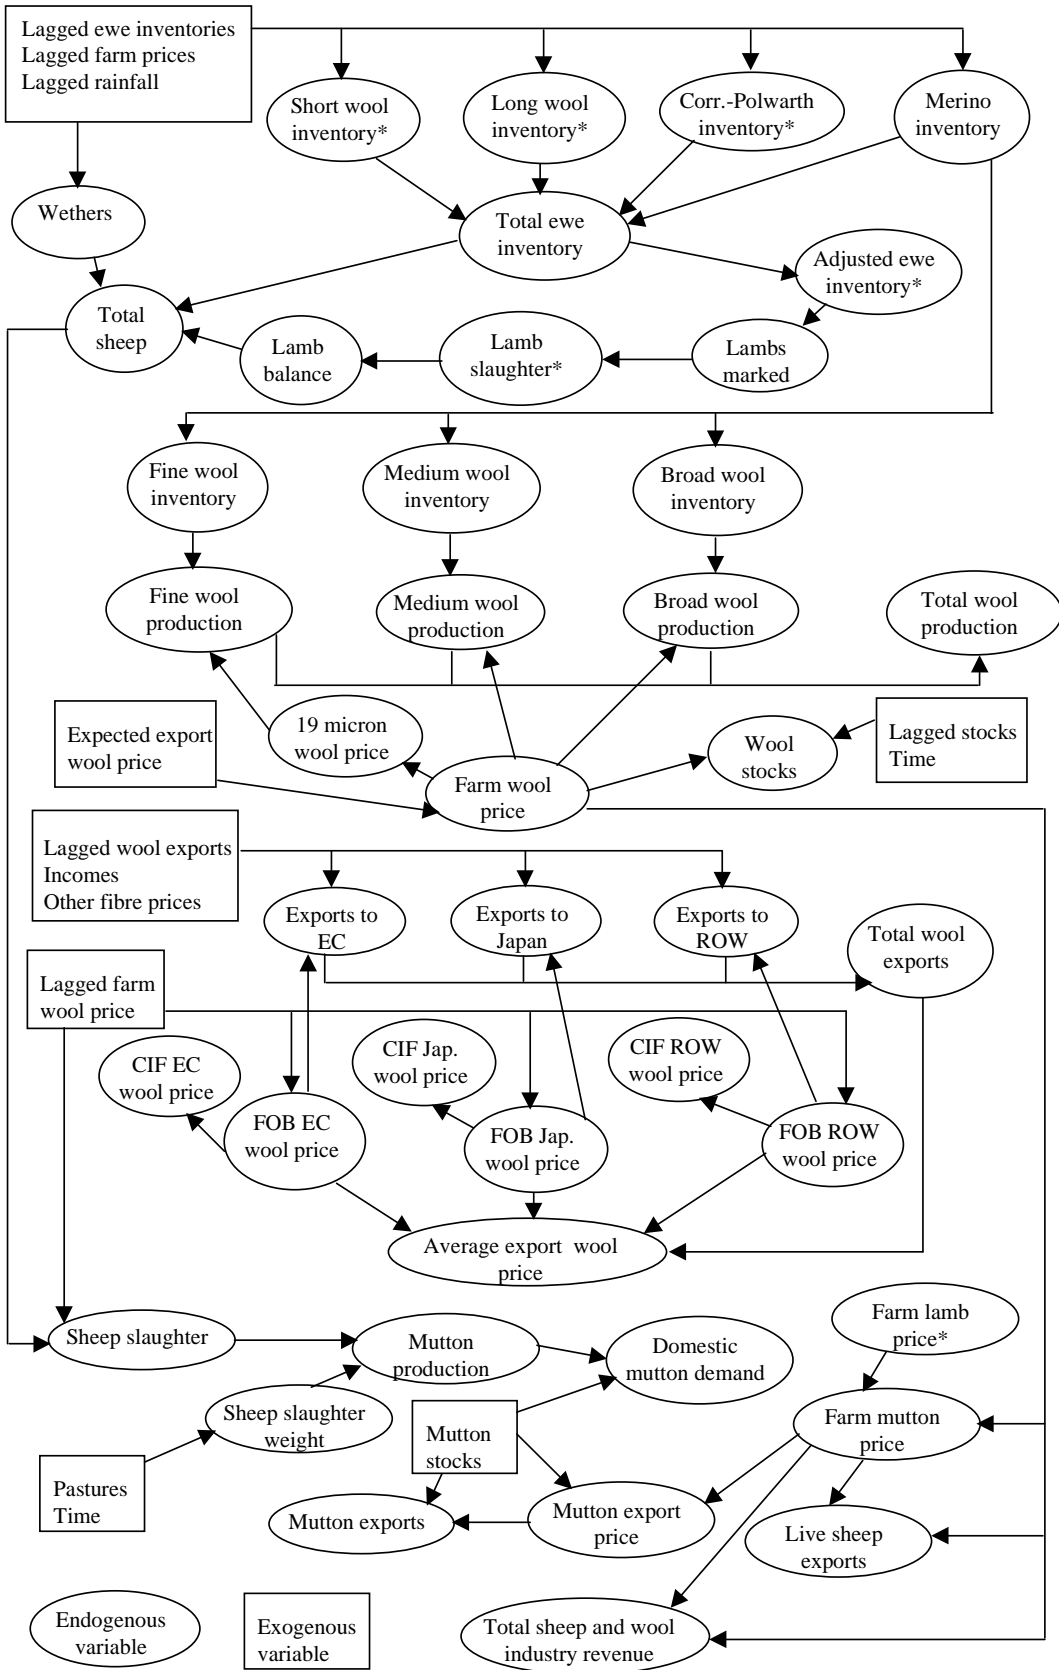 Lagged ewe inventories
Lagged farm prices
Lagged rainfall
Short wool
inventory*
Long wool
inventory*
Corr.-Polwarth
inventory*
Merino
inventory
Wethers
Total ewe
inventory
Adjusted ewe
inventory*
Total
sheep
Lamb
balance
Lamb
slaughter*
Lambs
marked
Fine wool
inventory
Medium wool
inventory
Broad wool
inventory
Fine wool
production
Medium wool
production
Broad wool
production
Total wool
production
Expected export
wool price
19 micron
wool price
Farm wool
price
Wool
stocks
Lagged stocks
Time
Lagged wool exports
Incomes
Other fibre prices
Exports to
EC
Exports to
Japan
Exports to
ROW
Total wool
exports
Lagged farm
wool price
CIF EC
wool price
CIF Jap.
wool price
CIF ROW
wool price
FOB EC
wool price
FOB Jap.
wool price
FOB ROW
wool price
Average export wool
price
Sheep slaughter
Mutton
production
Domestic
mutton demand
Farm lamb
price*
Sheep slaughter
weight
Mutton
stocks
Farm mutton
price
Pastures
Time
Mutton exports
Mutton export
price
Live sheep
exports
Endogenous
variable
Exogenous
variable
Total sheep and wool
industry revenue